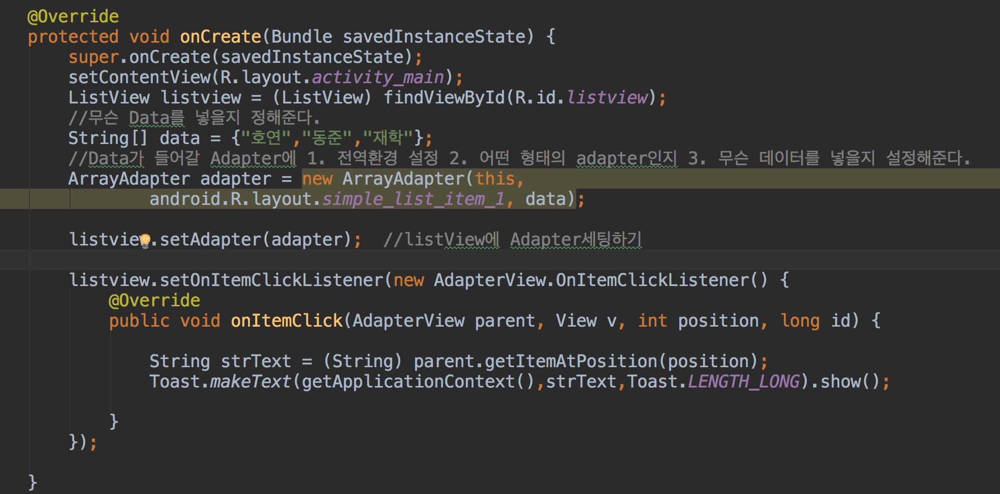 @Override
protected void onCreate(Bundle savedInstanceState) {
super.onCreate(savedInstanceState);
setContentView(R.layout.activity_main);
ListView listview = (ListView) findViewById(R.id.listview);
//무슨 Data를 넣을지 정해준다.
String[] data = {"호연","동준","재학"};
//Data가 들어갈 Adapter에 1. 전역환경 설정 2. 어떤 형태의 adapter인지 3. 무슨 데이터를 넣을지 설정해준다.
ArrayAdapter adapter = new ArrayAdapter(this,
android.R.layout.simple_list_item_1, data);
listview.setAdapter(adapter);  //listView에 Adapter세팅하기
listview.setOnItemClickListener(new AdapterView.OnItemClickListener() {
@Override
public void onItemClick(AdapterView parent, View v, int position, long id) {
String strText = (String) parent.getItemAtPosition(position);
Toast.makeText(getApplicationContext(),strText,Toast.LENGTH_LONG).show();
}
});
}